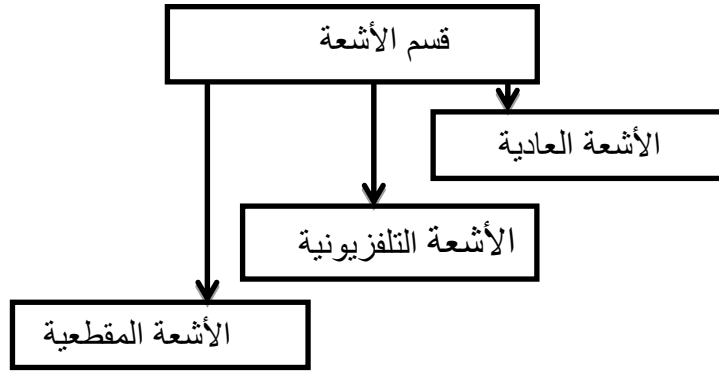 قسم الأشعة
الأشعة العادية
الأشعة التلفزيونية
الأشعة المقطعية